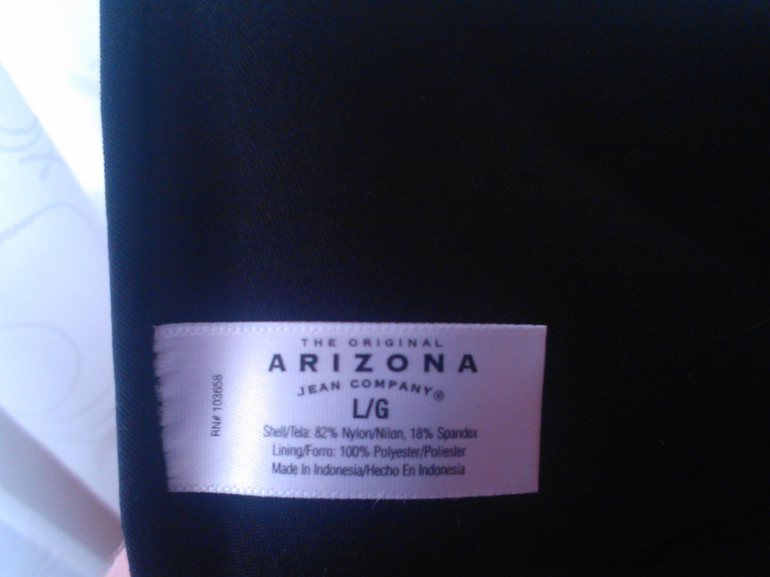 THE ORIGINAL
ARIZONA
JEAN COMPANY®
L/G
Shell/Tela: 82% Nylon/Nilon, 18% Spandex
Lining/Forro: 100% Polyester/Poliester
Made In Indonesia/Hecho En Indonesia
RN# 103658